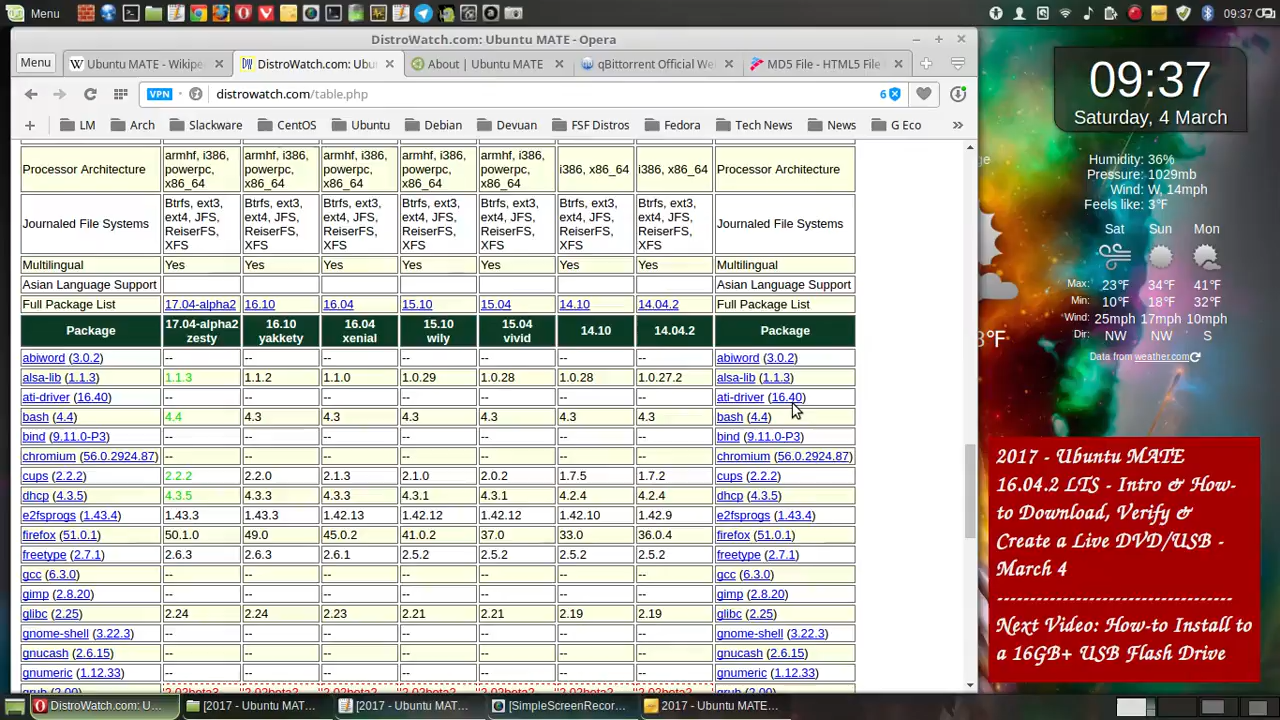 Menu
09:37
DistroWatch.com: Ubuntu MATE - Opera
Menu
Ubuntu MATE - Wikipe
DistroWatch.com: Ubu
About | Ubuntu MATE
qBittorrent Official We
MD5 File - HTML5 File
VPN
distrowatch.com/table.php
6
LM Arch Slackware CentOS Ubuntu Debian Devuan FSF Distros Fedora Tech News News G Eco »
Processor Architecture | armhf, i386, powerpc, x86_64 | armhf, i386, powerpc, x86_64 | armhf, i386, powerpc, x86_64 | armhf, i386, powerpc, x86_64 | armhf, i386, powerpc, x86_64 | i386, x86_64 | i386, x86_64 | Processor Architecture
Journaled File Systems | Btrfs, ext3, ext4, JFS, ReiserFS, XFS | Btrfs, ext3, ext4, JFS, ReiserFS, XFS | Btrfs, ext3, ext4, JFS, ReiserFS, XFS | Btrfs, ext3, ext4, JFS, ReiserFS, XFS | Btrfs, ext3, ext4, JFS, ReiserFS, XFS | Btrfs, ext3, ext4, JFS, ReiserFS, XFS | Btrfs, ext3, ext4, JFS, ReiserFS, XFS | Journaled File Systems
Multilingual | Yes | Yes | Yes | Yes | Yes | Yes | Yes | Multilingual
Asian Language Support | Asian Language Support
Full Package List | 17.04-alpha2 | 16.10 | 16.04 | 15.10 | 15.04 | 14.10 | 14.04.2 | Full Package List
Package | 17.04-alpha2 zesty | 16.10 yakkety | 16.04 xenial | 15.10 wily | 15.04 vivid | 14.10 | 14.04.2 | Package
abiword (3.0.2) | -- | -- | -- | -- | -- | -- | -- | abiword (3.0.2)
alsa-lib (1.1.3) | 1.1.3 | 1.1.2 | 1.1.0 | 1.0.29 | 1.0.28 | 1.0.28 | 1.0.27.2 | alsa-lib (1.1.3)
ati-driver (16.40) | -- | -- | -- | -- | -- | -- | -- | ati-driver (16.40)
bash (4.4) | 4.4 | 4.3 | 4.3 | 4.3 | 4.3 | 4.3 | 4.3 | bash (4.4)
bind (9.11.0-P3) | -- | -- | -- | -- | -- | -- | -- | bind (9.11.0-P3)
chromium (56.0.2924.87) | -- | -- | -- | -- | -- | -- | -- | chromium (56.0.2924.87)
cups (2.2.2) | 2.2.2 | 2.2.0 | 2.1.3 | 2.1.0 | 2.0.2 | 1.7.5 | 1.7.2 | cups (2.2.2)
dhcp (4.3.5) | 4.3.5 | 4.3.3 | 4.3.3 | 4.3.1 | 4.3.1 | 4.2.4 | 4.2.4 | dhcp (4.3.5)
e2fsprogs (1.43.4) | 1.43.3 | 1.43.3 | 1.42.13 | 1.42.12 | 1.42.12 | 1.42.10 | 1.42.9 | e2fsprogs (1.43.4)
firefox (51.0.1) | 50.1.0 | 49.0 | 45.0.2 | 41.0.2 | 37.0 | 33.0 | 36.0.4 | firefox (51.0.1)
freetype (2.7.1) | 2.6.3 | 2.6.3 | 2.6.1 | 2.5.2 | 2.5.2 | 2.5.2 | 2.5.2 | freetype (2.7.1)
gcc (6.3.0) | -- | -- | -- | -- | -- | -- | -- | gcc (6.3.0)
gimp (2.8.20) | -- | -- | -- | -- | -- | -- | -- | gimp (2.8.20)
glibc (2.25) | 2.24 | 2.24 | 2.23 | 2.21 | 2.21 | 2.19 | 2.19 | glibc (2.25)
gnome-shell (3.22.3) | -- | -- | -- | -- | -- | -- | -- | gnome-shell (3.22.3)
gnucash (2.6.15) | -- | -- | -- | -- | -- | -- | -- | gnucash (2.6.15)
gnumeric (1.12.33) | -- | -- | -- | -- | -- | -- | -- | gnumeric (1.12.33)
09:37
Saturday, 4 March
Humidity: 36%
Pressure: 1029mb
Wind: W, 14mph
Feels like: 3°F
3°F
Sat Sun Mon
Max: 23°F 34°F 41°F
Min: 10°F 18°F 32°F
25mph 17mph 10mph
Dir: NW NW S
Data from weather.com
2017 - Ubuntu MATE
16.04.2 LTS - Intro & How-
to Download, Verify &
Create a Live DVD/USB -
March 4
----------------------------------
Next Video: How-to Install to
a 16GB+ USB Flash Drive
DistroWatch.com: U...
[2017 - Ubuntu MAT...
[2017 - Ubuntu MAT...
[SimpleScreenRecor...
2017 - Ubuntu MATE...